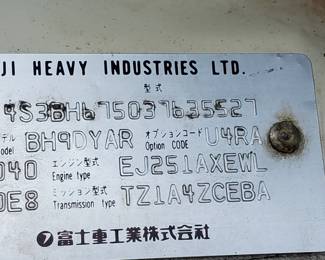 JI HEAVY INDUSTRIES LTD.
型式
4S3BH675037635527
デル Model BH9DYAR オプションコード Option CODE U4RA
040 エンジン型式 Engine type EJ251AXEWL
0E8 ミッション型式 Transmission type TZ1A4ZCEBA
富士重工業株式会社